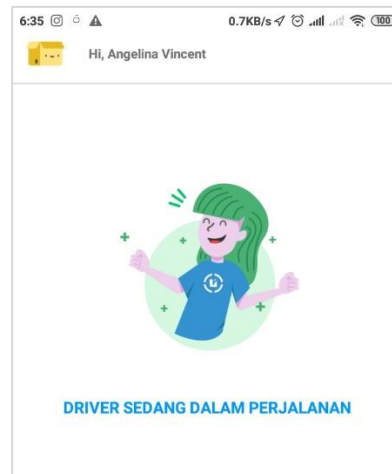 6:35 0.7KB/s 100
Hi, Angelina Vincent
DRIVER SEDANG DALAM PERJALANAN